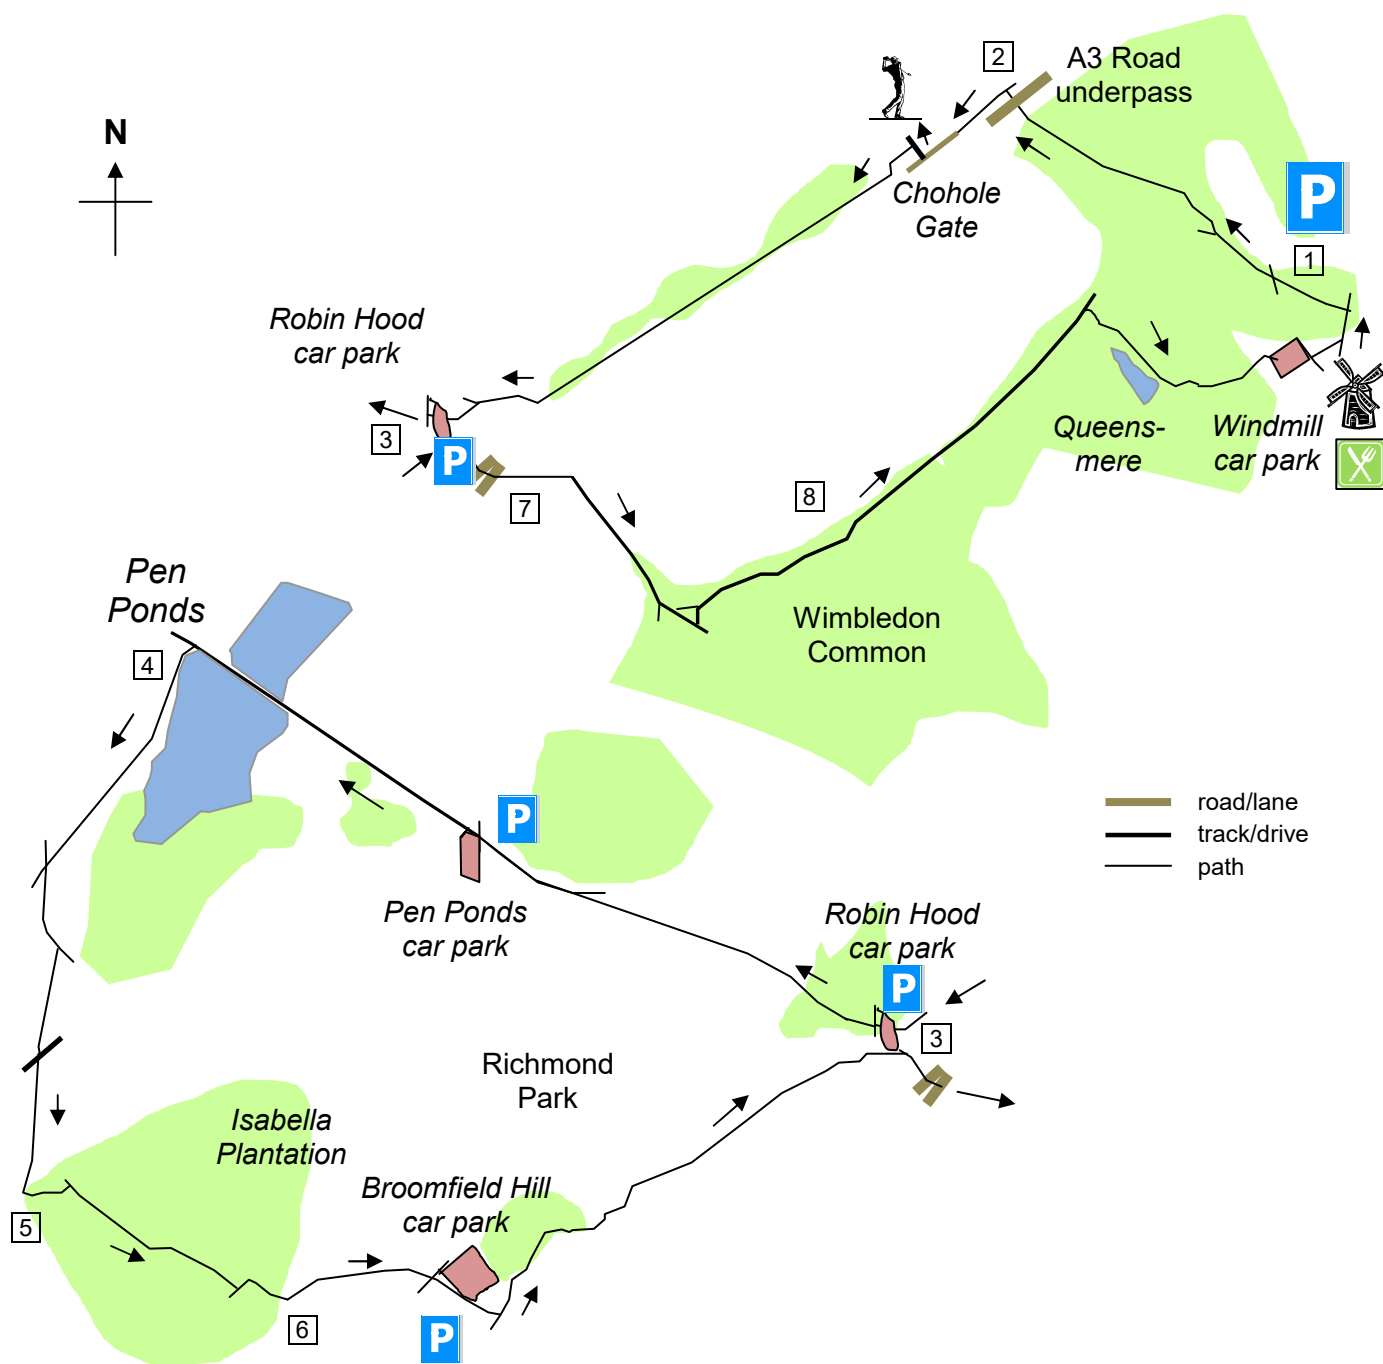 2
A3 Road
underpass
N
P
Chohole
Gate
1
Robin Hood
car park
3
P
7
8
Queens-
mere
Windmill
car park
Pen
Ponds
4
Wimbledon
Common
P
road/lane
track/drive
path
Pen Ponds
car park
Robin Hood
car park
P
3
Richmond
Park
Isabella
Plantation
Broomfield Hill
car park
5
6
P